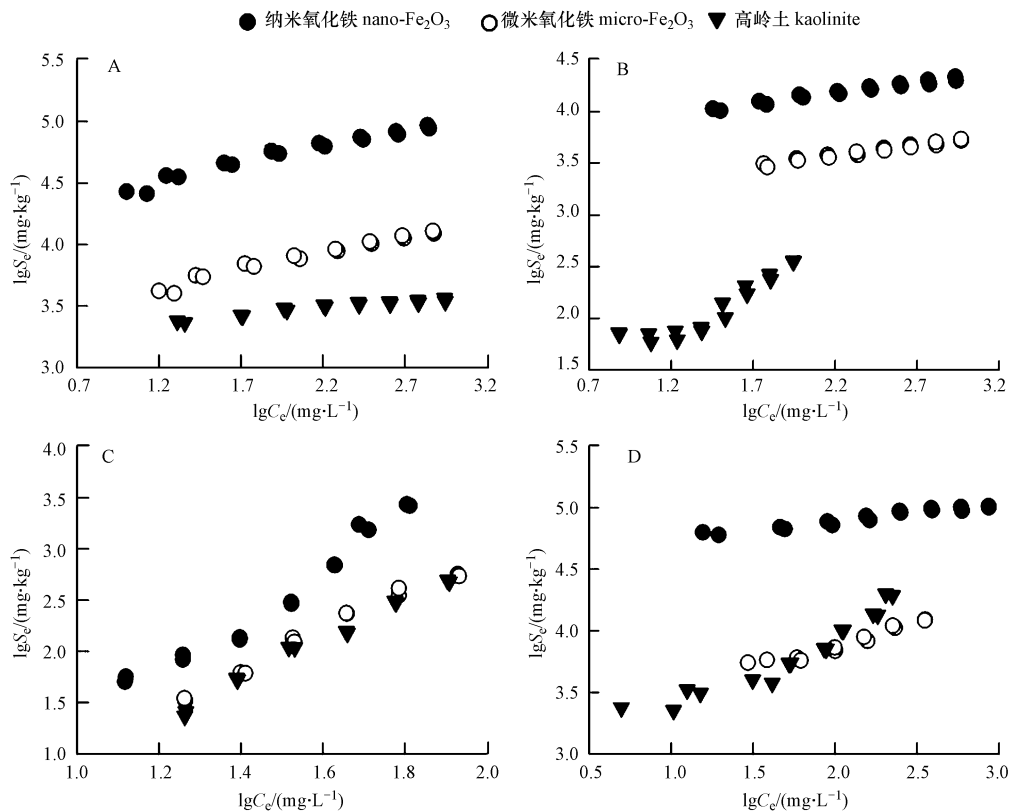 ● 纳米氧化铁 nano-Fe₂O₃ ○ 微米氧化铁 micro-Fe₂O₃ ▼ 高岭土 kaolinite
A
5.5
5.0
4.5
4.0
3.5
3.0
lgSₑ/(mg·kg⁻¹)
0.7 1.2 1.7 2.2 2.7 3.2
lgCₑ/(mg·L⁻¹)
B
4.5
4.0
3.5
3.0
2.5
2.0
1.5
lgSₑ/(mg·kg⁻¹)
0.7 1.2 1.7 2.2 2.7 3.2
lgCₑ/(mg·L⁻¹)
C
4.0
3.5
3.0
2.5
2.0
1.5
1.0
lgSₑ/(mg·kg⁻¹)
1.0 1.2 1.4 1.6 1.8 2.0
lgCₑ/(mg·L⁻¹)
D
5.5
5.0
4.5
4.0
3.5
3.0
lgSₑ/(mg·kg⁻¹)
0.5 1.0 1.5 2.0 2.5 3.0
lgCₑ/(mg·L⁻¹)